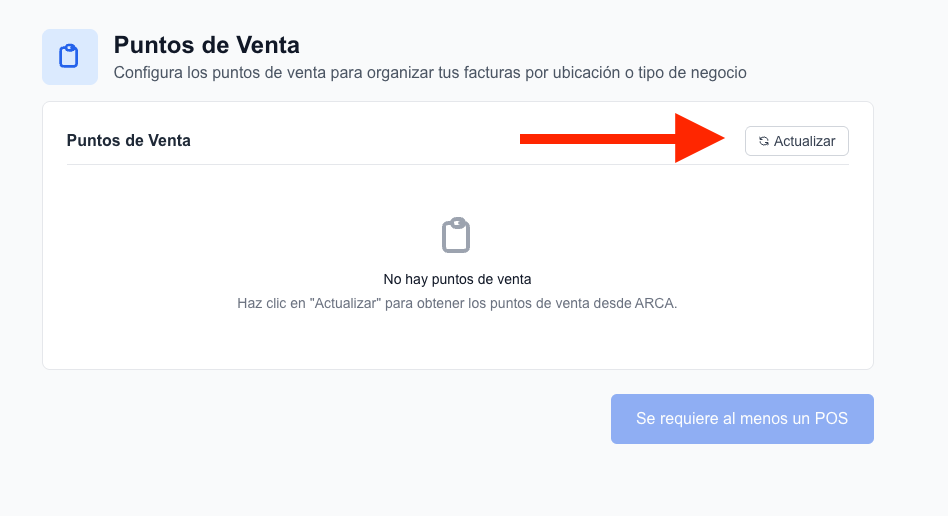 Puntos de Venta
Configura los puntos de venta para organizar tus facturas por ubicación o tipo de negocio
Puntos de Venta
Actualizar
No hay puntos de venta
Haz clic en "Actualizar" para obtener los puntos de venta desde ARCA.
Se requiere al menos un POS